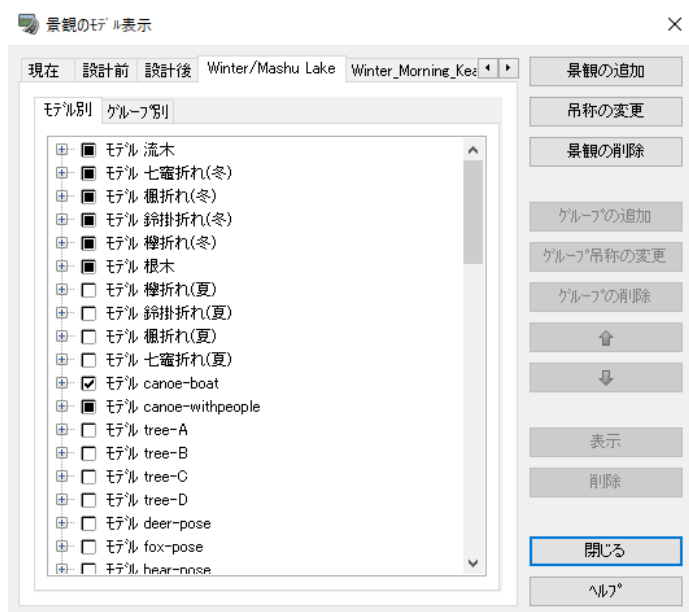 景観のﾓﾃﾞﾙ表示
現在 設計前 設計後 Winter/Mashu Lake Winter_Morning_Kea
ﾓﾃﾞﾙ別 ｸﾞﾙｰﾌﾟ別
ﾓﾃﾞﾙ 流木
ﾓﾃﾞﾙ 七竈折れ(冬)
ﾓﾃﾞﾙ 楓折れ(冬)
ﾓﾃﾞﾙ 鈴掛折れ(冬)
ﾓﾃﾞﾙ 欅折れ(冬)
ﾓﾃﾞﾙ 根木
ﾓﾃﾞﾙ 欅折れ(夏)
ﾓﾃﾞﾙ 鈴掛折れ(夏)
ﾓﾃﾞﾙ 楓折れ(夏)
ﾓﾃﾞﾙ 七竈折れ(夏)
ﾓﾃﾞﾙ canoe-boat
ﾓﾃﾞﾙ canoe-withpeople
ﾓﾃﾞﾙ tree-A
ﾓﾃﾞﾙ tree-B
ﾓﾃﾞﾙ tree-C
ﾓﾃﾞﾙ tree-D
ﾓﾃﾞﾙ deer-pose
ﾓﾃﾞﾙ fox-pose
ﾓﾃﾞﾙ bear-pose
景観の追加
呼称の変更
景観の削除
ｸﾞﾙｰﾌﾟの追加
ｸﾞﾙｰﾌﾟ呼称の変更
ｸﾞﾙｰﾌﾟの削除
表示
削除
閉じる
ﾍﾙﾌﾟ